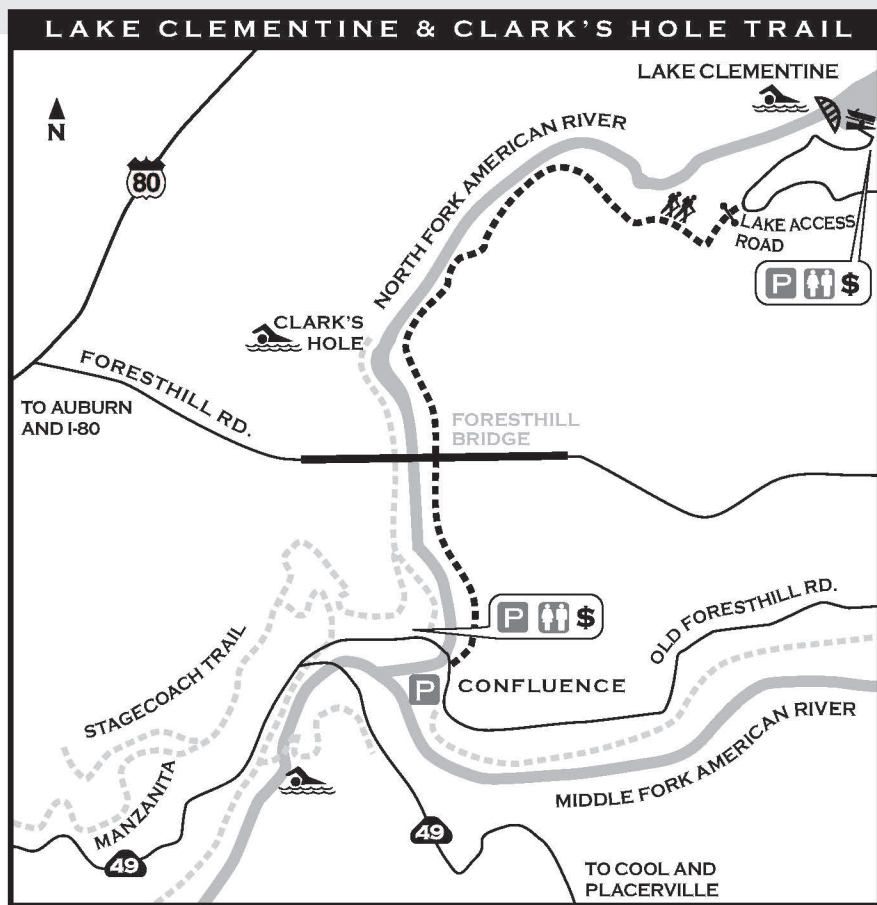 LAKE CLEMENTINE & CLARK'S HOLE TRAIL
LAKE CLEMENTINE
N
NORTH FORK AMERICAN RIVER
80
LAKE ACCESS
ROAD
P $
CLARK'S
HOLE
FORESTHILL RD.
TO AUBURN
AND I-80
FORESTHILL
BRIDGE
P $
OLD FORESTHILL RD.
STAGECOACH TRAIL
P
CONFLUENCE
MIDDLE FORK AMERICAN RIVER
MANZANITA
49
49
TO COOL AND
PLACERVILLE